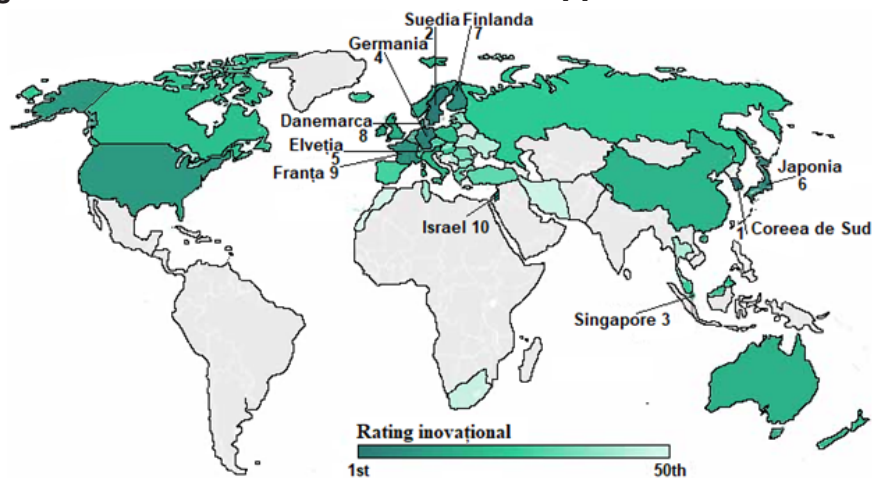 Suedia Finlanda
2 7
Germania
4
Danemarca
8
Elveția
5
Franța 9
Israel 10
Japonia
6
1 Coreea de Sud
Singapore 3
Rating inovațional
1st 50th